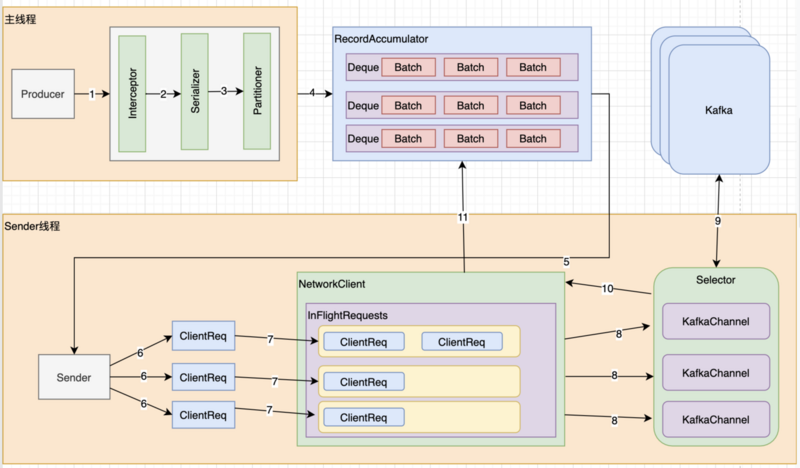 主线程
Producer
1
Interceptor
2
Serializer
3
Partitioner
4
RecordAccumulator
Deque
Batch
Batch
Batch
Deque
Batch
Batch
Batch
Deque
Batch
Batch
Batch
Kafka
11
9
Sender线程
5
NetworkClient
10
Selector
InFlightRequests
Sender
6
6
6
ClientReq
ClientReq
ClientReq
7
7
7
ClientReq
ClientReq
ClientReq
ClientReq
8
8
8
KafkaChannel
KafkaChannel
KafkaChannel